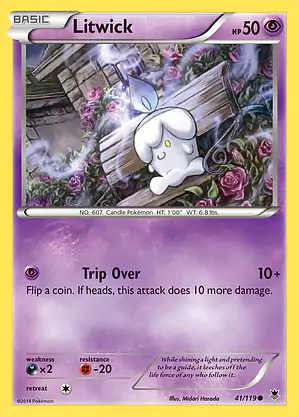 BASIC
Litwick
HP 50
NO. 607 Candle Pokémon HT: 1'00" WT: 6.8 lbs.
Trip Over 10+
Flip a coin. If heads, this attack does 10 more damage.
weakness resistance
×2 -20
retreat
While shining a light and pretending
to be a guide, it leeches off the
life force of any who follow it.
Illus. Midori Harada 41/119
©2014 Pokémon